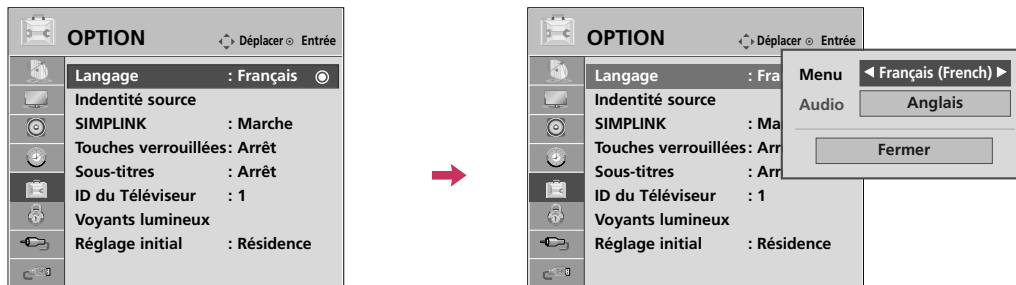 OPTION
Déplacer Entrée
Langage : Français
Indentité source
SIMPLINK : Marche
Touches verrouillées: Arrêt
Sous-titres : Arrêt
ID du Téléviseur : 1
Voyants lumineux
Réglage initial : Résidence
OPTION
Déplacer Entrée
Langage : Fra
Indentité source
SIMPLINK : Ma
Touches verrouillées: Arr
Sous-titres : Arr
ID du Téléviseur : 1
Voyants lumineux
Réglage initial : Résidence
Menu ◀ Français (French) ▶
Audio Anglais
Fermer